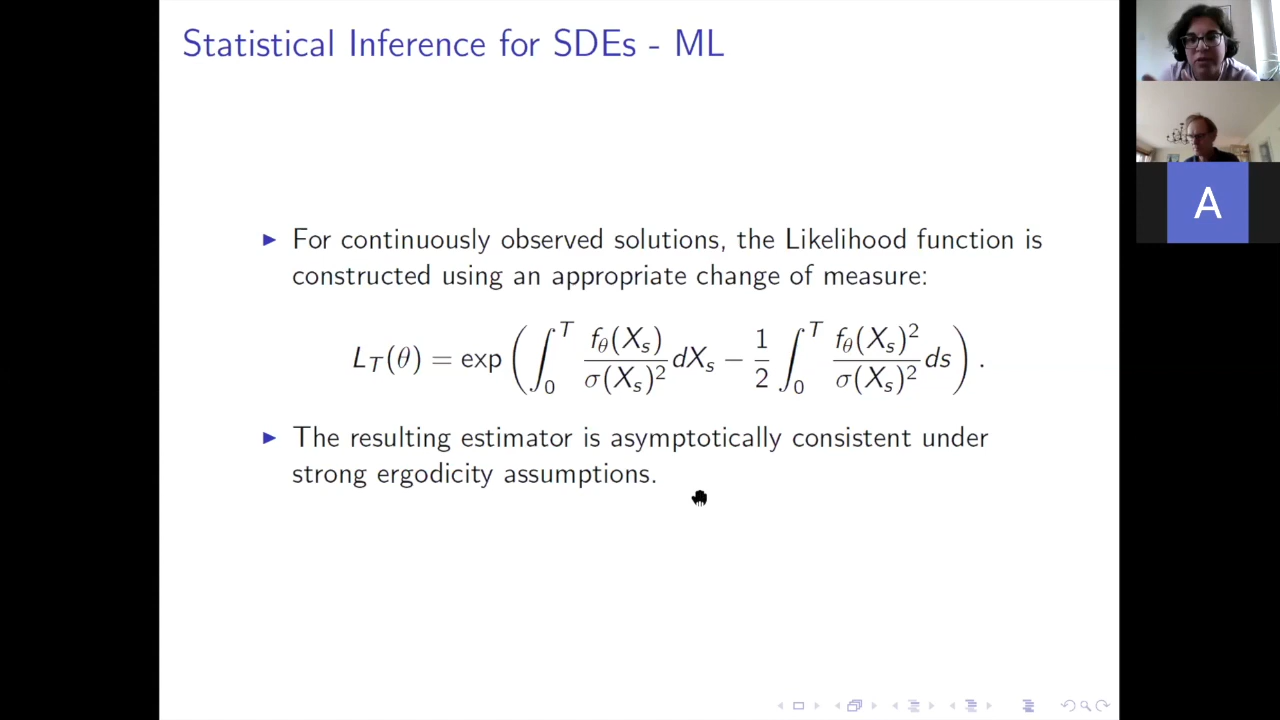 Statistical Inference for SDEs - ML
▶ For continuously observed solutions, the Likelihood function is
constructed using an appropriate change of measure:
L_T(θ) = exp ( ∫_0^T f_θ(X_s)/σ(X_s)^2 dX_s − 1/2 ∫_0^T f_θ(X_s)^2/σ(X_s)^2 ds ) .
▶ The resulting estimator is asymptotically consistent under
strong ergodicity assumptions.
A